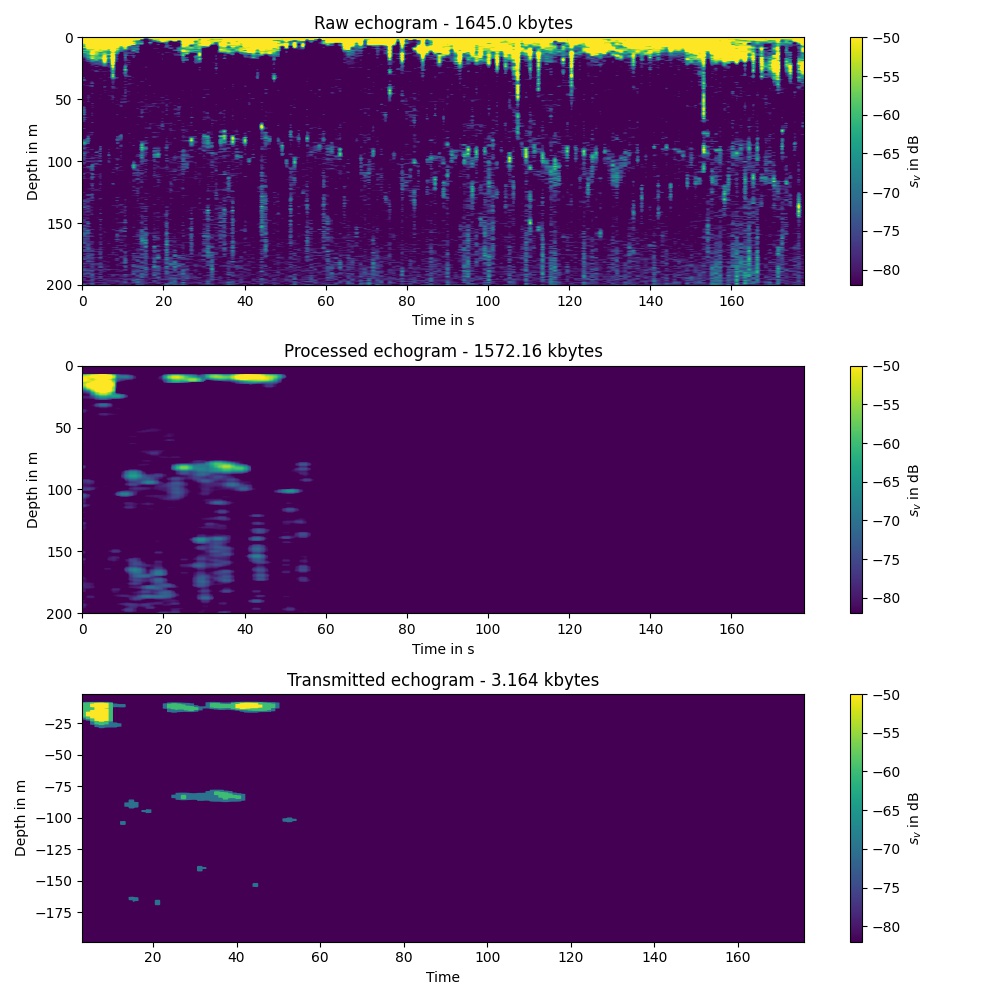 Raw echogram - 1645.0 kbytes
0
50
100
150
200
Depth in m
0 20 40 60 80 100 120 140 160
Time in s
−50
−55
−60
−65
−70
−75
−80
sv in dB
Processed echogram - 1572.16 kbytes
0
50
100
150
200
Depth in m
0 20 40 60 80 100 120 140 160
Time in s
−50
−55
−60
−65
−70
−75
−80
sv in dB
Transmitted echogram - 3.164 kbytes
−25
−50
−75
−100
−125
−150
−175
Depth in m
20 40 60 80 100 120 140 160
Time
−50
−55
−60
−65
−70
−75
−80
sv in dB